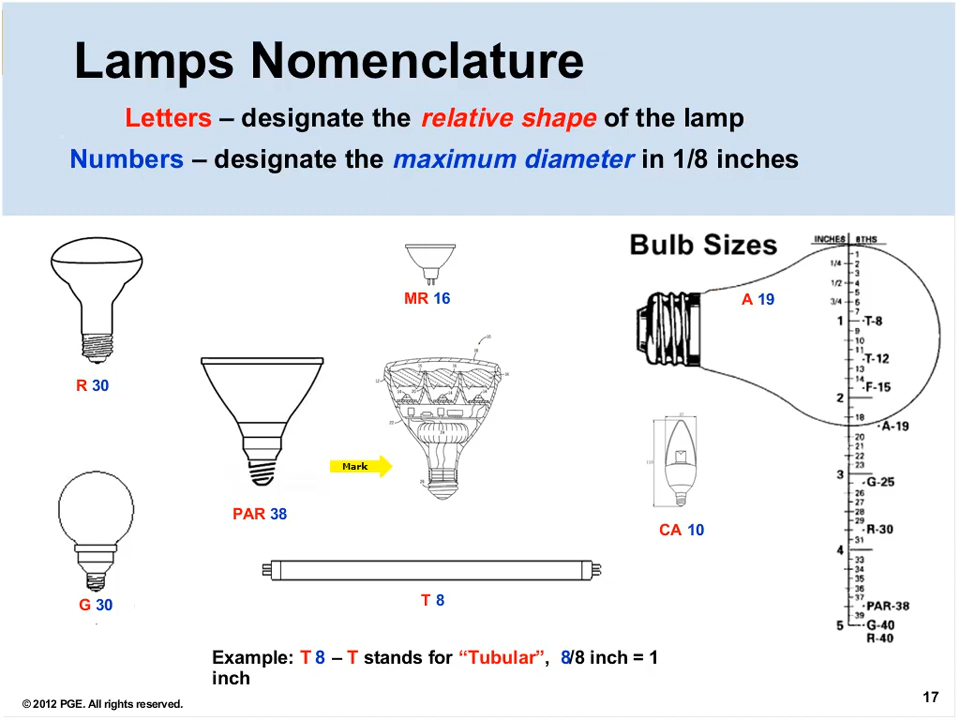 Lamps Nomenclature
Letters – designate the relative shape of the lamp
Numbers – designate the maximum diameter in 1/8 inches
Bulb Sizes
R 30
MR 16
A 19
PAR 38
Mark
CA 10
G 30
T 8
INCHES 8THS
1
1/4 2
3
1/2 4
5
3/4 6
7
1 T-8
9
10
11
T-12
13
14
F-15
2
18
A-19
20
21
22
23
3
G-25
26
27
28
29
R-30
31
4
33
34
35
36
37
PAR-38
39
5 G-40
R-40
Example: T 8 – T stands for “Tubular”, 8/8 inch = 1
inch
© 2012 PGE. All rights reserved.
17